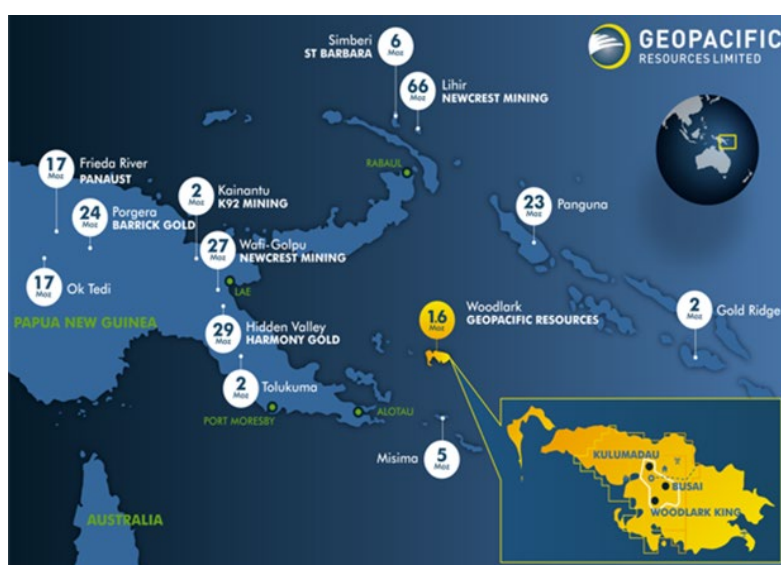 GEOPACIFIC
RESOURCES LIMITED
6
Moz
Simberi
ST BARBARA
66
Moz
Lihir
NEWCREST MINING
17
Moz
Frieda River
PANAUST
24
Moz
Porgera
BARRICK GOLD
2
Moz
Kainantu
K92 MINING
RABAUL
23
Moz
Panguna
27
Moz
Wafi-Golpu
NEWCREST MINING
17
Moz
Ok Tedi
LAE
PAPUA NEW GUINEA
29
Moz
Hidden Valley
HARMONY GOLD
1.6
Moz
Woodlark
GEOPACIFIC RESOURCES
2
Moz
Gold Ridge
2
Moz
Tolukuma
PORT MORESBY
ALOTAU
Misima
5
Moz
AUSTRALIA
KULUMADAU
BUSAI
WOODLARK KING